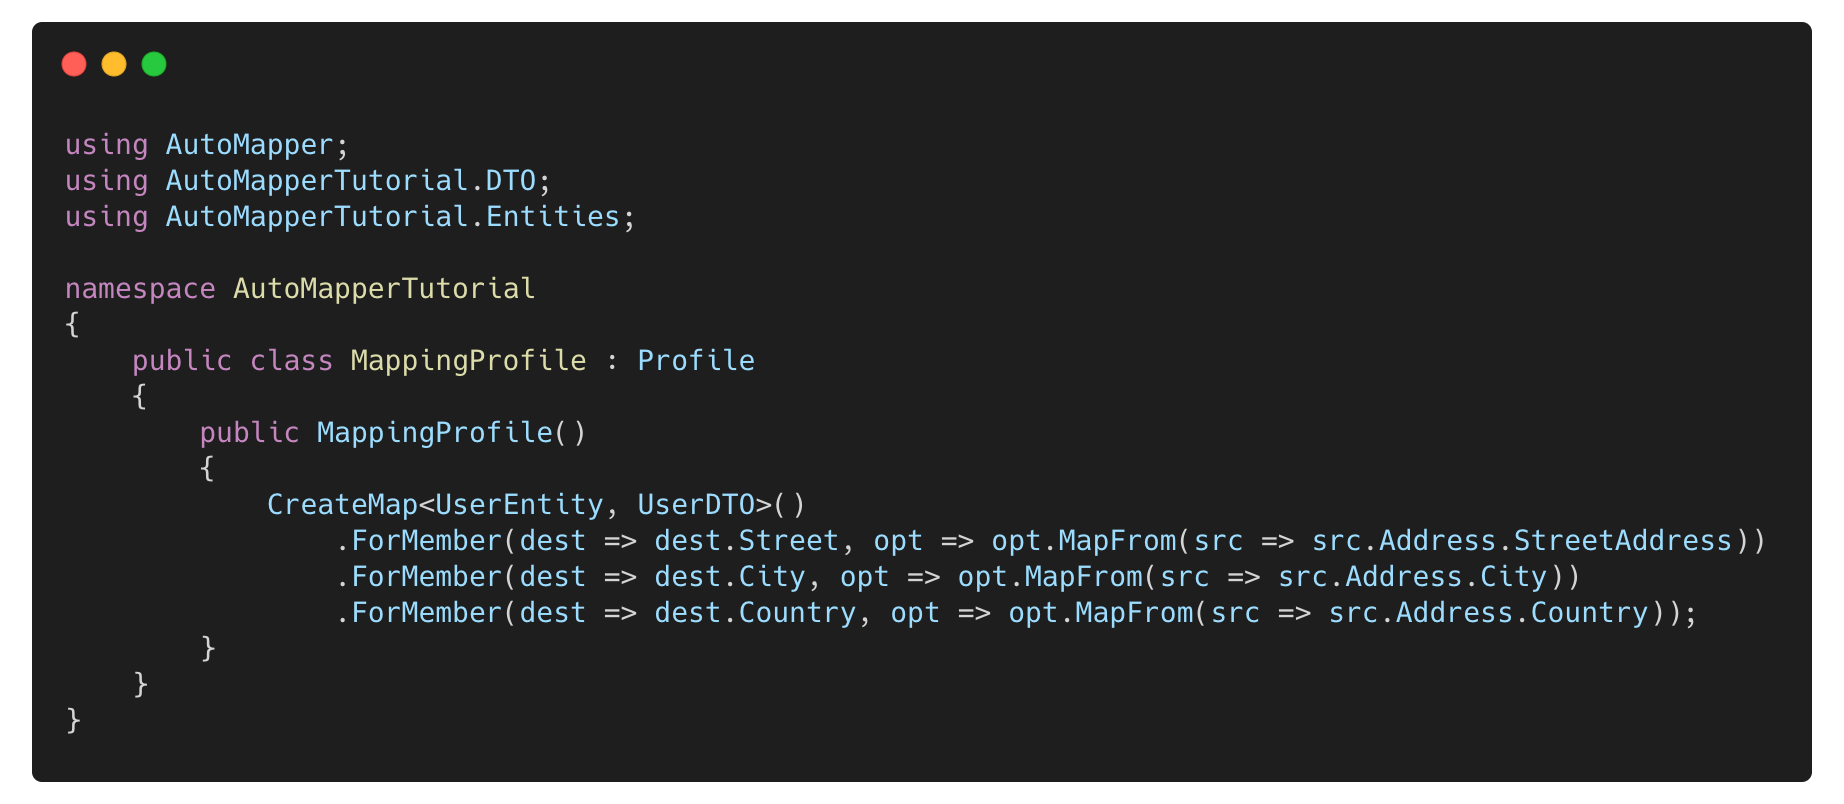 using AutoMapper;
using AutoMapperTutorial.DTO;
using AutoMapperTutorial.Entities;

namespace AutoMapperTutorial
{
    public class MappingProfile : Profile
    {
        public MappingProfile()
        {
            CreateMap<UserEntity, UserDTO>()
                .ForMember(dest => dest.Street, opt => opt.MapFrom(src => src.Address.StreetAddress))
                .ForMember(dest => dest.City, opt => opt.MapFrom(src => src.Address.City))
                .ForMember(dest => dest.Country, opt => opt.MapFrom(src => src.Address.Country));
        }
    }
}